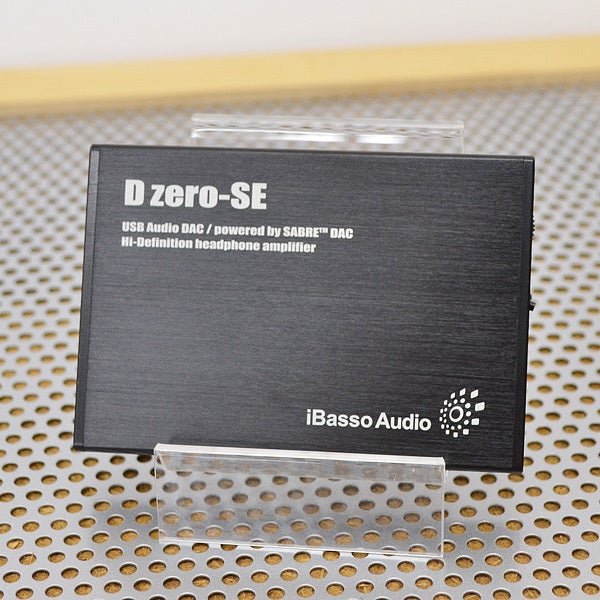 D zero-SE
USB Audio DAC / powered by SABRE™ DAC
Hi-Definition headphone amplifier
iBasso Audio